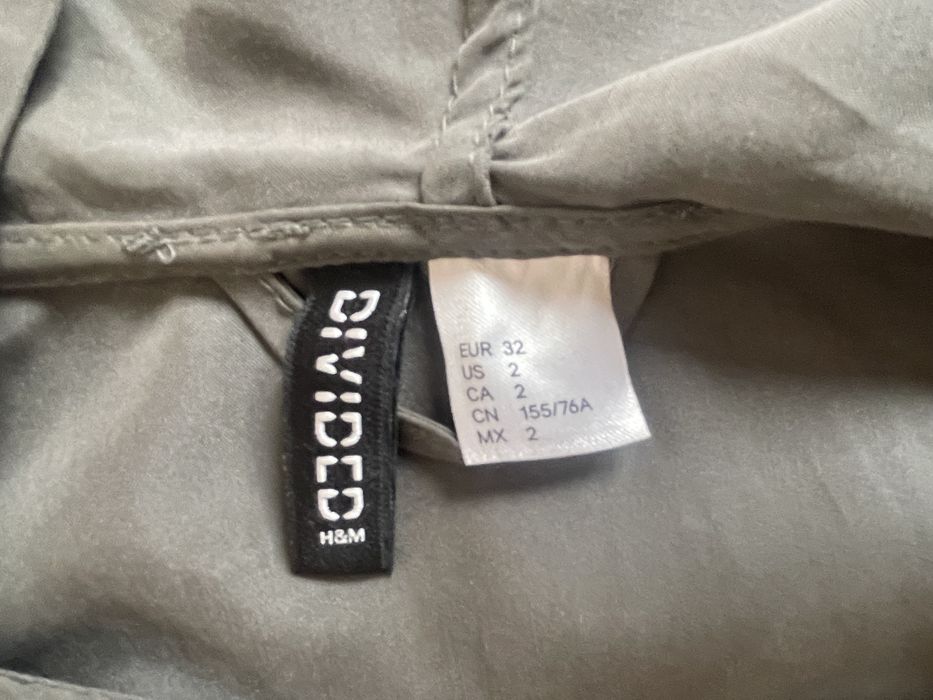 DIVIDED
H&M
EUR 32
US 2
CA 2
CN 155/76A
MX 2